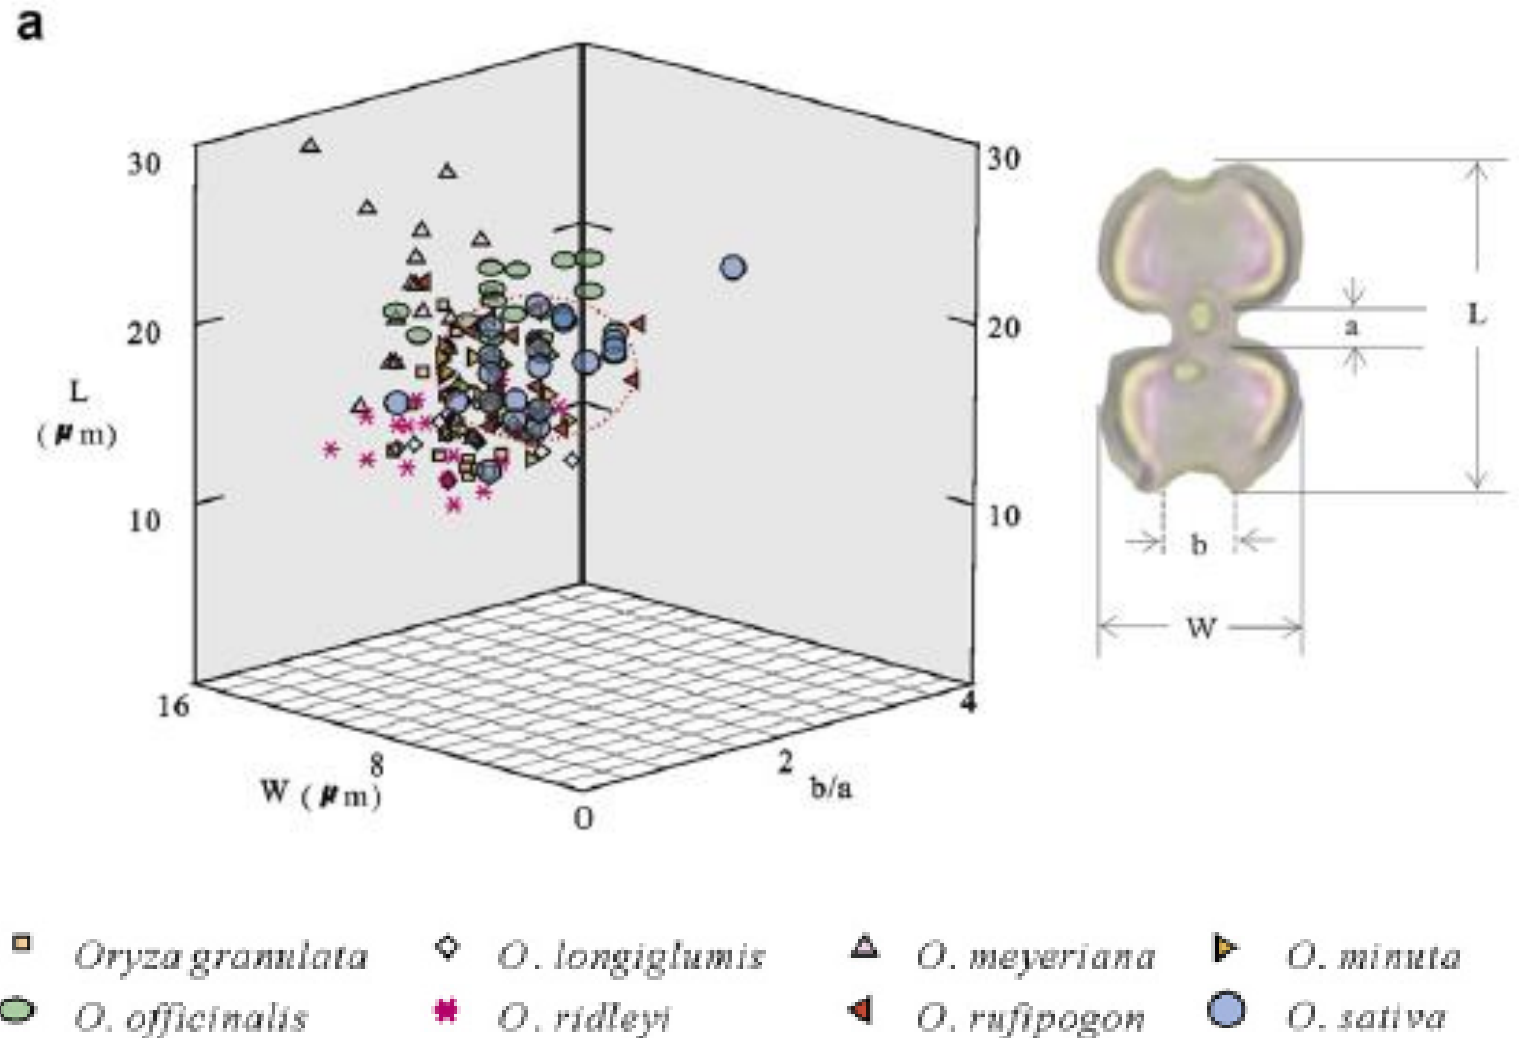 a
30
30
20
20
L
(μm)
10
10
16
8
W (μm)
0
2
b/a
4
L
a
b
W
Oryza granulata
O. longiglumis
O. meyeriana
O. minuta
O. officinalis
O. ridleyi
O. rufipogon
O. sativa